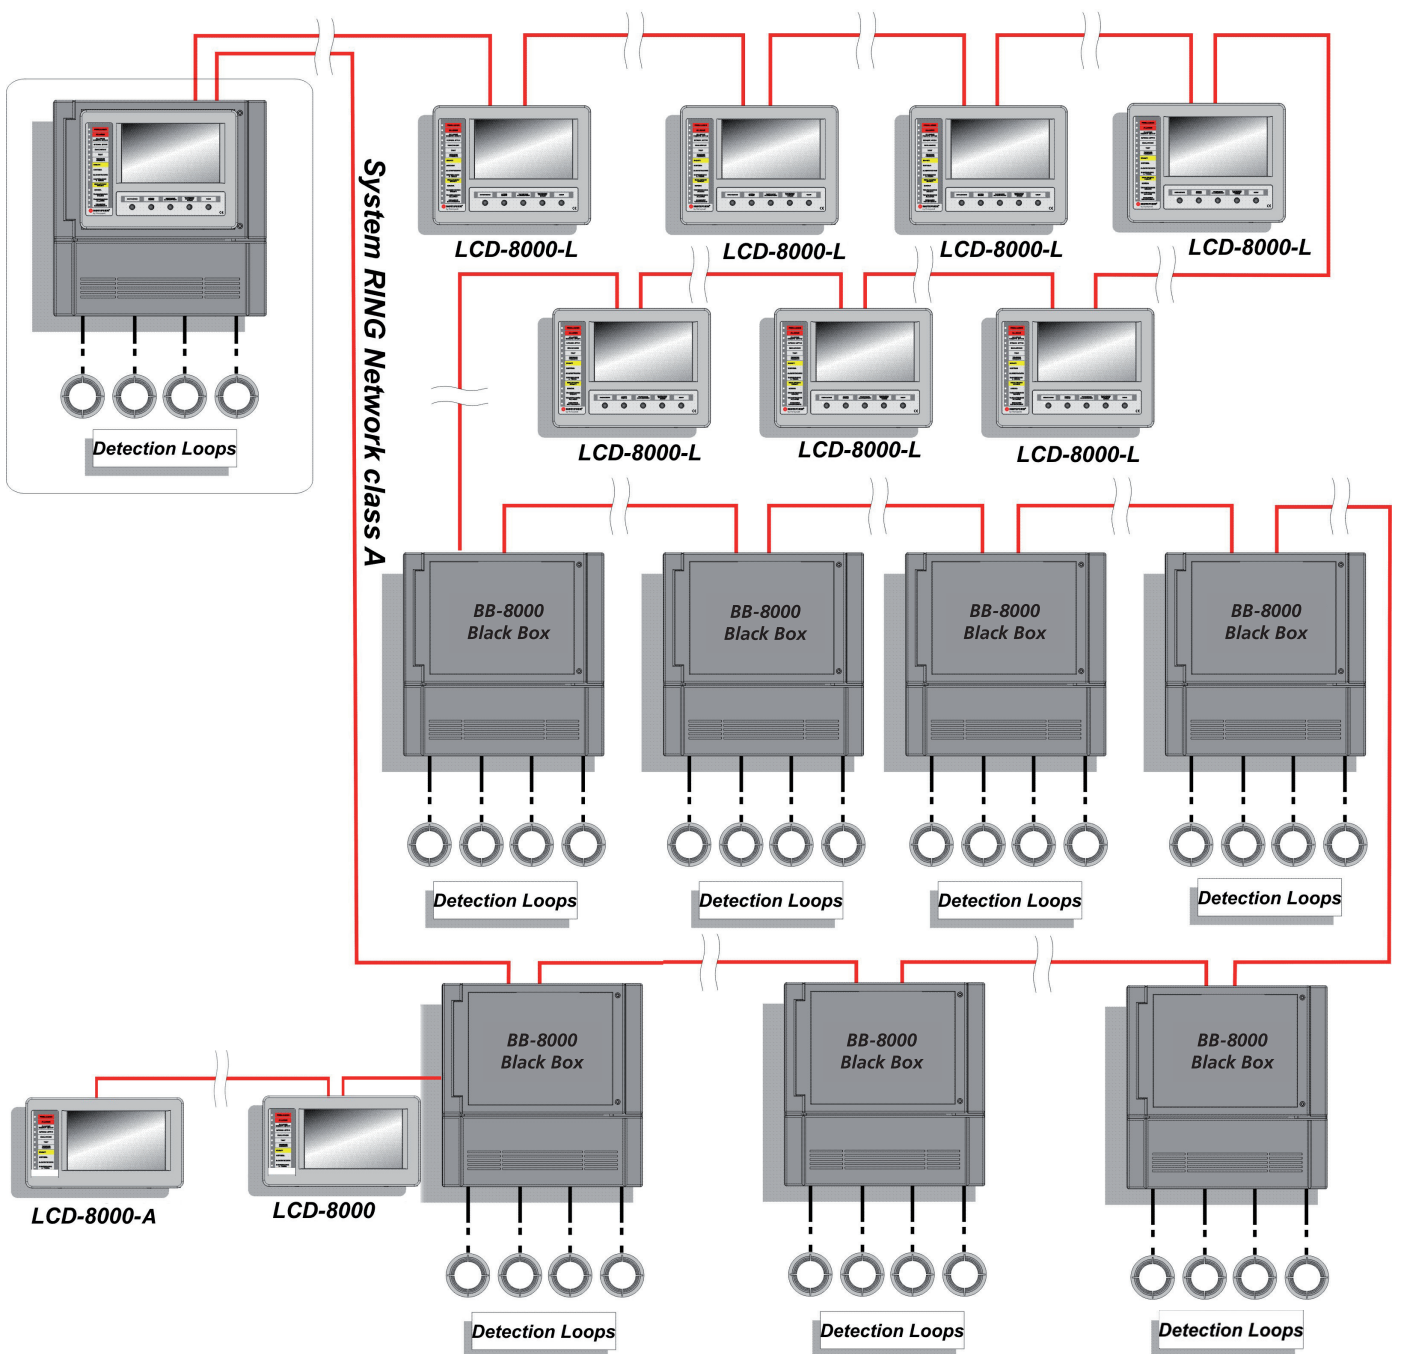 System RING Network class A
LCD-8000-L
LCD-8000-L
LCD-8000-L
LCD-8000-L
Detection Loops
LCD-8000-L
LCD-8000-L
LCD-8000-L
BB-8000
Black Box
BB-8000
Black Box
BB-8000
Black Box
BB-8000
Black Box
Detection Loops
Detection Loops
Detection Loops
Detection Loops
BB-8000
Black Box
BB-8000
Black Box
BB-8000
Black Box
LCD-8000-A
LCD-8000
Detection Loops
Detection Loops
Detection Loops